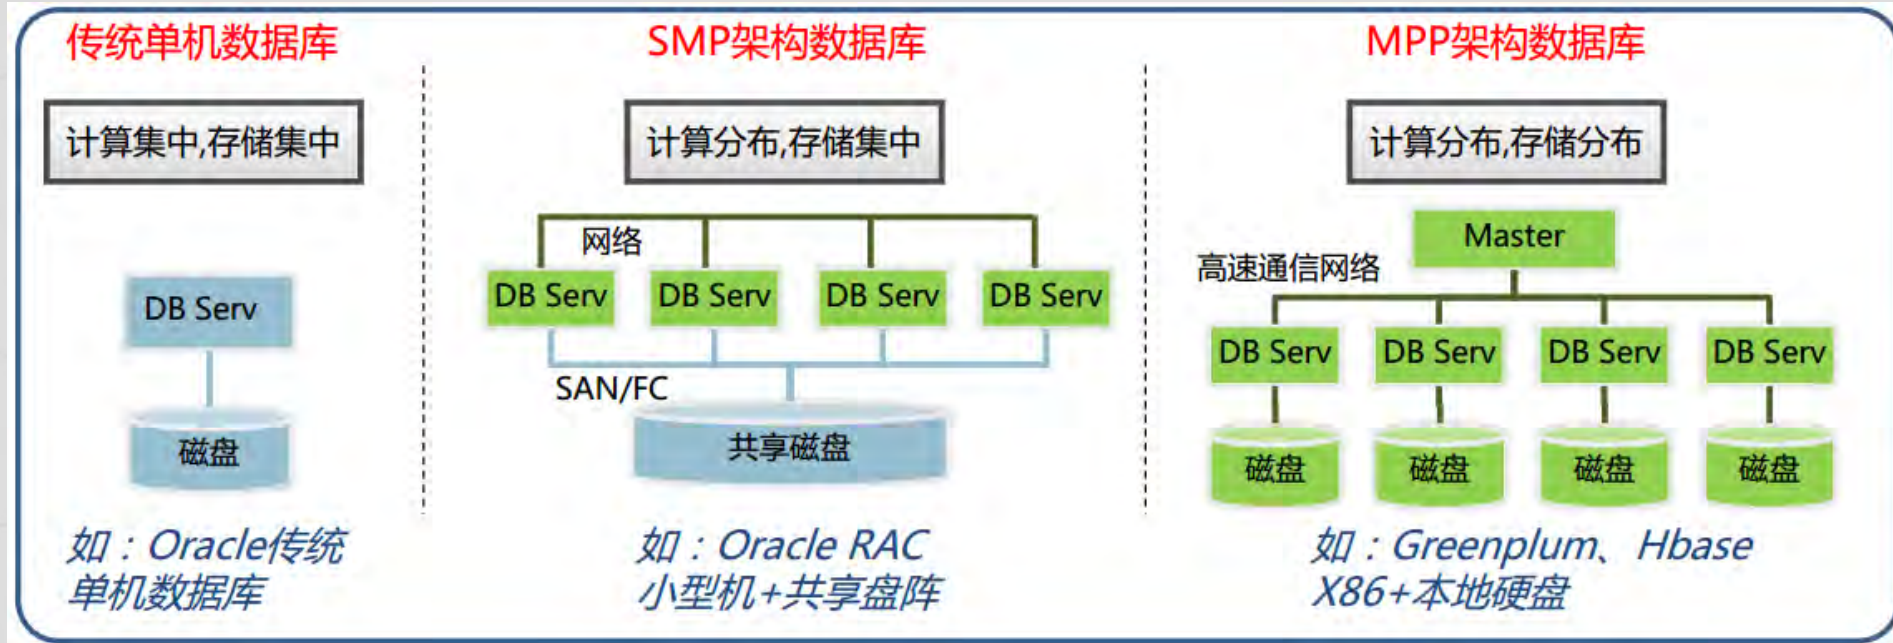 传统单机数据库
计算集中,存储集中
DB Serv
磁盘
如：Oracle传统
单机数据库
SMP架构数据库
计算分布,存储集中
网络
DB Serv
DB Serv
DB Serv
DB Serv
SAN/FC
共享磁盘
如：Oracle RAC
小型机+共享盘阵
MPP架构数据库
计算分布,存储分布
Master
高速通信网络
DB Serv
DB Serv
DB Serv
DB Serv
磁盘
磁盘
磁盘
磁盘
如：Greenplum、Hbase
X86+本地硬盘